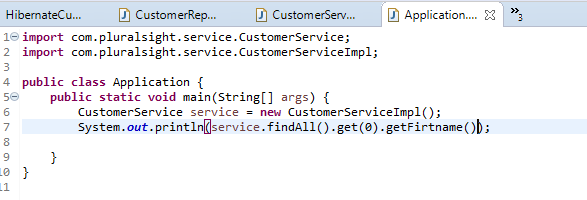 HibernateCu... CustomerRep... CustomerServ... Application.... »3
1 import com.pluralsight.service.CustomerService;
2 import com.pluralsight.service.CustomerServiceImpl;
3
4 public class Application {
5 public static void main(String[] args) {
6 CustomerService service = new CustomerServiceImpl();
7 System.out.println(service.findAll().get(0).getFirtname());
8
9 }
10 }
11